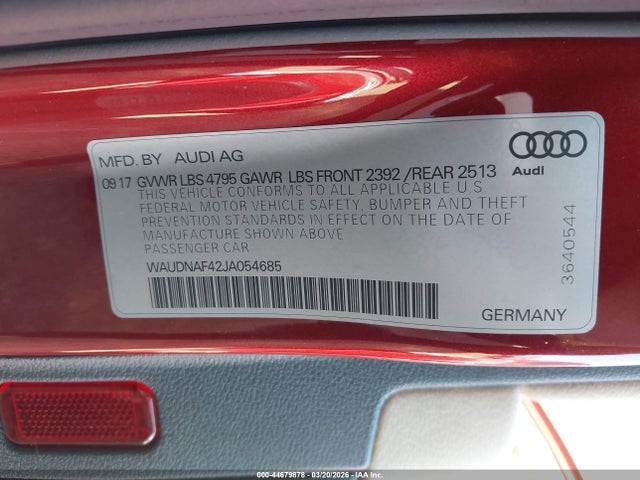 MFD. BY AUDI AG
Audi
09 17 GVWR LBS 4795 GAWR LBS FRONT 2392 /REAR 2513
THIS VEHICLE CONFORMS TO ALL APPLICABLE U.S.
FEDERAL MOTOR VEHICLE SAFETY, BUMPER AND THEFT
PREVENTION STANDARDS IN EFFECT ON THE DATE OF
MANUFACTURE SHOWN ABOVE
PASSENGER CAR
WAUDNAF42JA054685
3640544
GERMANY
000-44679878 - 03/20/2026 - IAAI.COM